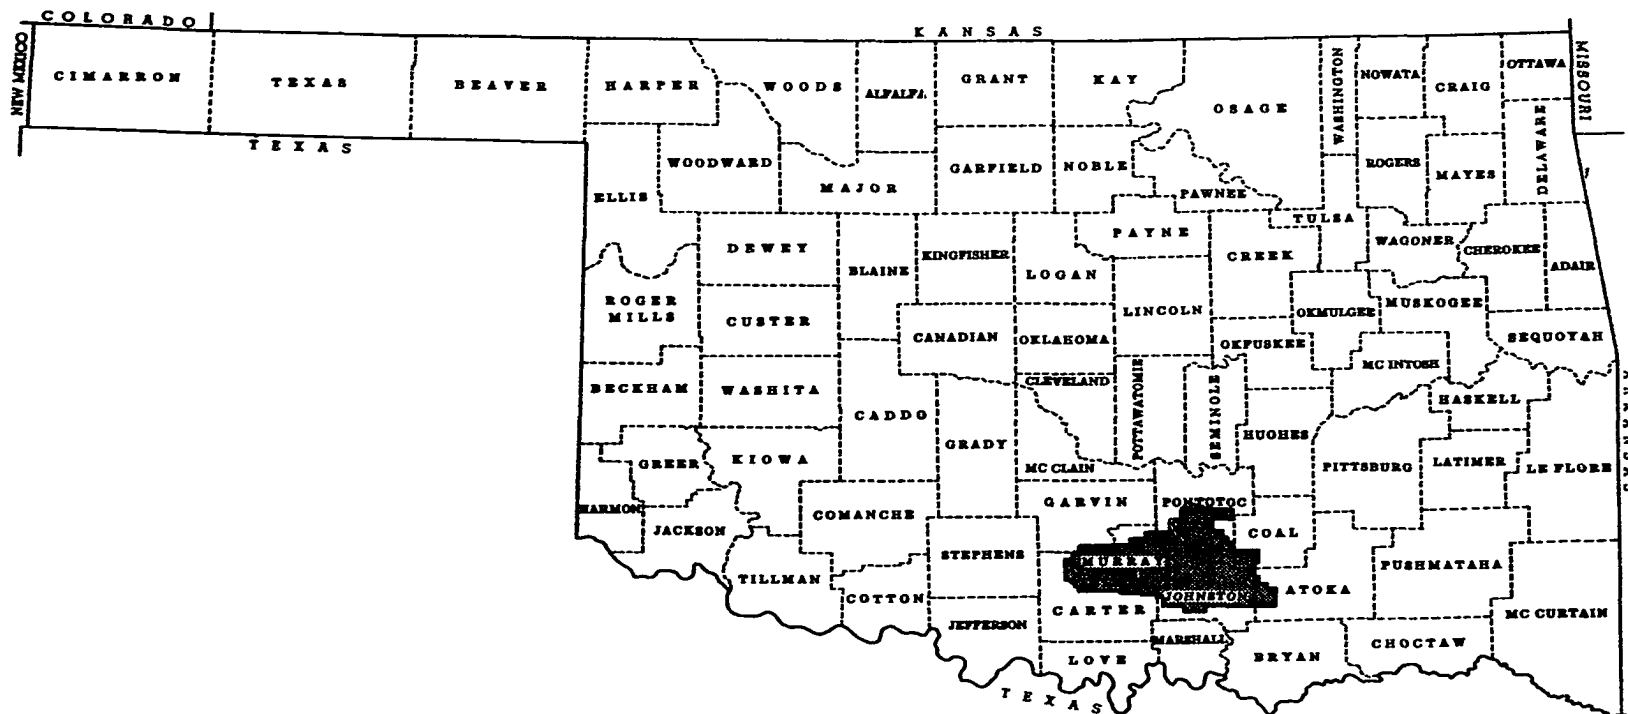 COLORADO
KANSAS
NEW MEXICO
MISSOURI
CIMARRON
TEXAS
BEAVER
HARPER
WOODS
ALFALFA
GRANT
KAY
OSAGE
WASHINGTON
NOWATA
CRAIG
OTTAWA
DELAWARE
TEXAS
ELLIS
WOODWARD
MAJOR
GARFIELD
NOBLE
PAWNEE
ROGERS
MAYES
TULSA
DEWEY
BLAINE
KINGFISHER
LOGAN
PAYNE
CREEK
WAGONER
CHEROKEE
ADAIR
ROGER
MILLS
CUSTER
CANADIAN
OKLAHOMA
LINCOLN
OKMULGEE
MUSKOGEE
OKFUSKEE
SEQUOYAH
MC INTOSH
BECKHAM
WASHITA
CADDO
CLEVELAND
POTTAWATOMIE
SEMINOLE
HASKELL
GRADY
HUGHES
GREER
KIOWA
MC CLAIN
PITTSBURG
LATIMER
LE FLORE
HARMON
JACKSON
COMANCHE
GARVIN
PONTOTOC
COAL
STEPHENS
MURRAY
TILLMAN
COTTON
JOHNSTON
ATOKA
PUSHMATAHA
CARTER
JEFFERSON
MARSHALL
MC CURTAIN
LOVE
BRYAN
CHOCTAW
TEXAS